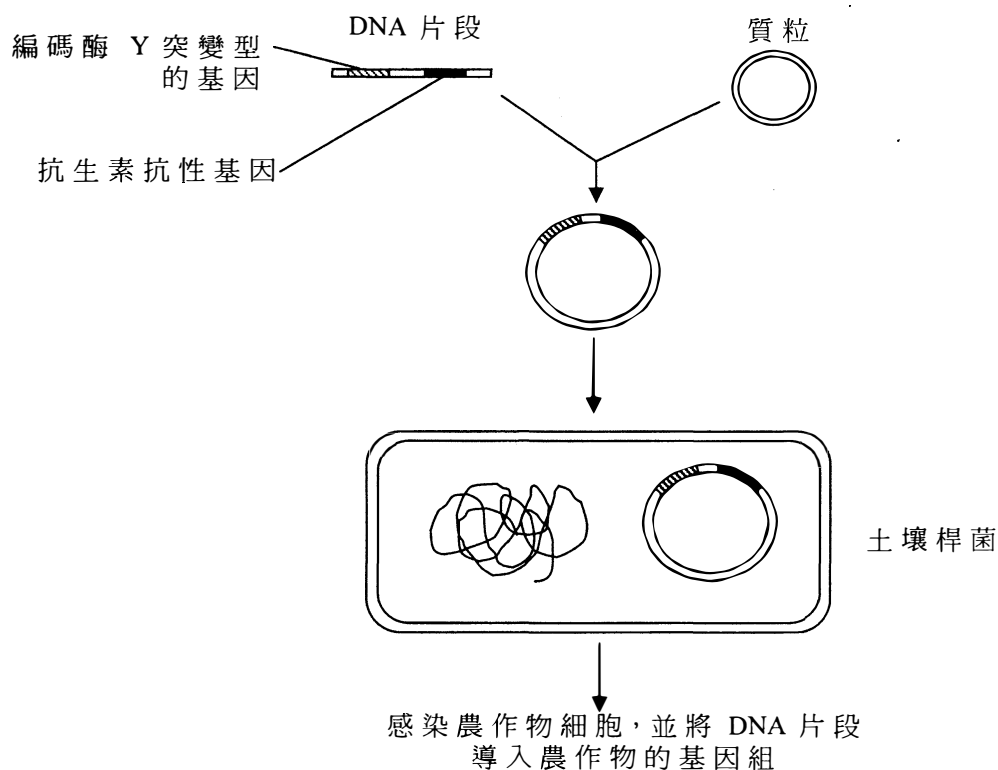 DNA 片段
質粒
編碼酶 Y 突變型
的基因
抗生素抗性基因
土壤桿菌
感染農作物細胞，並將 DNA 片段
導入農作物的基因組